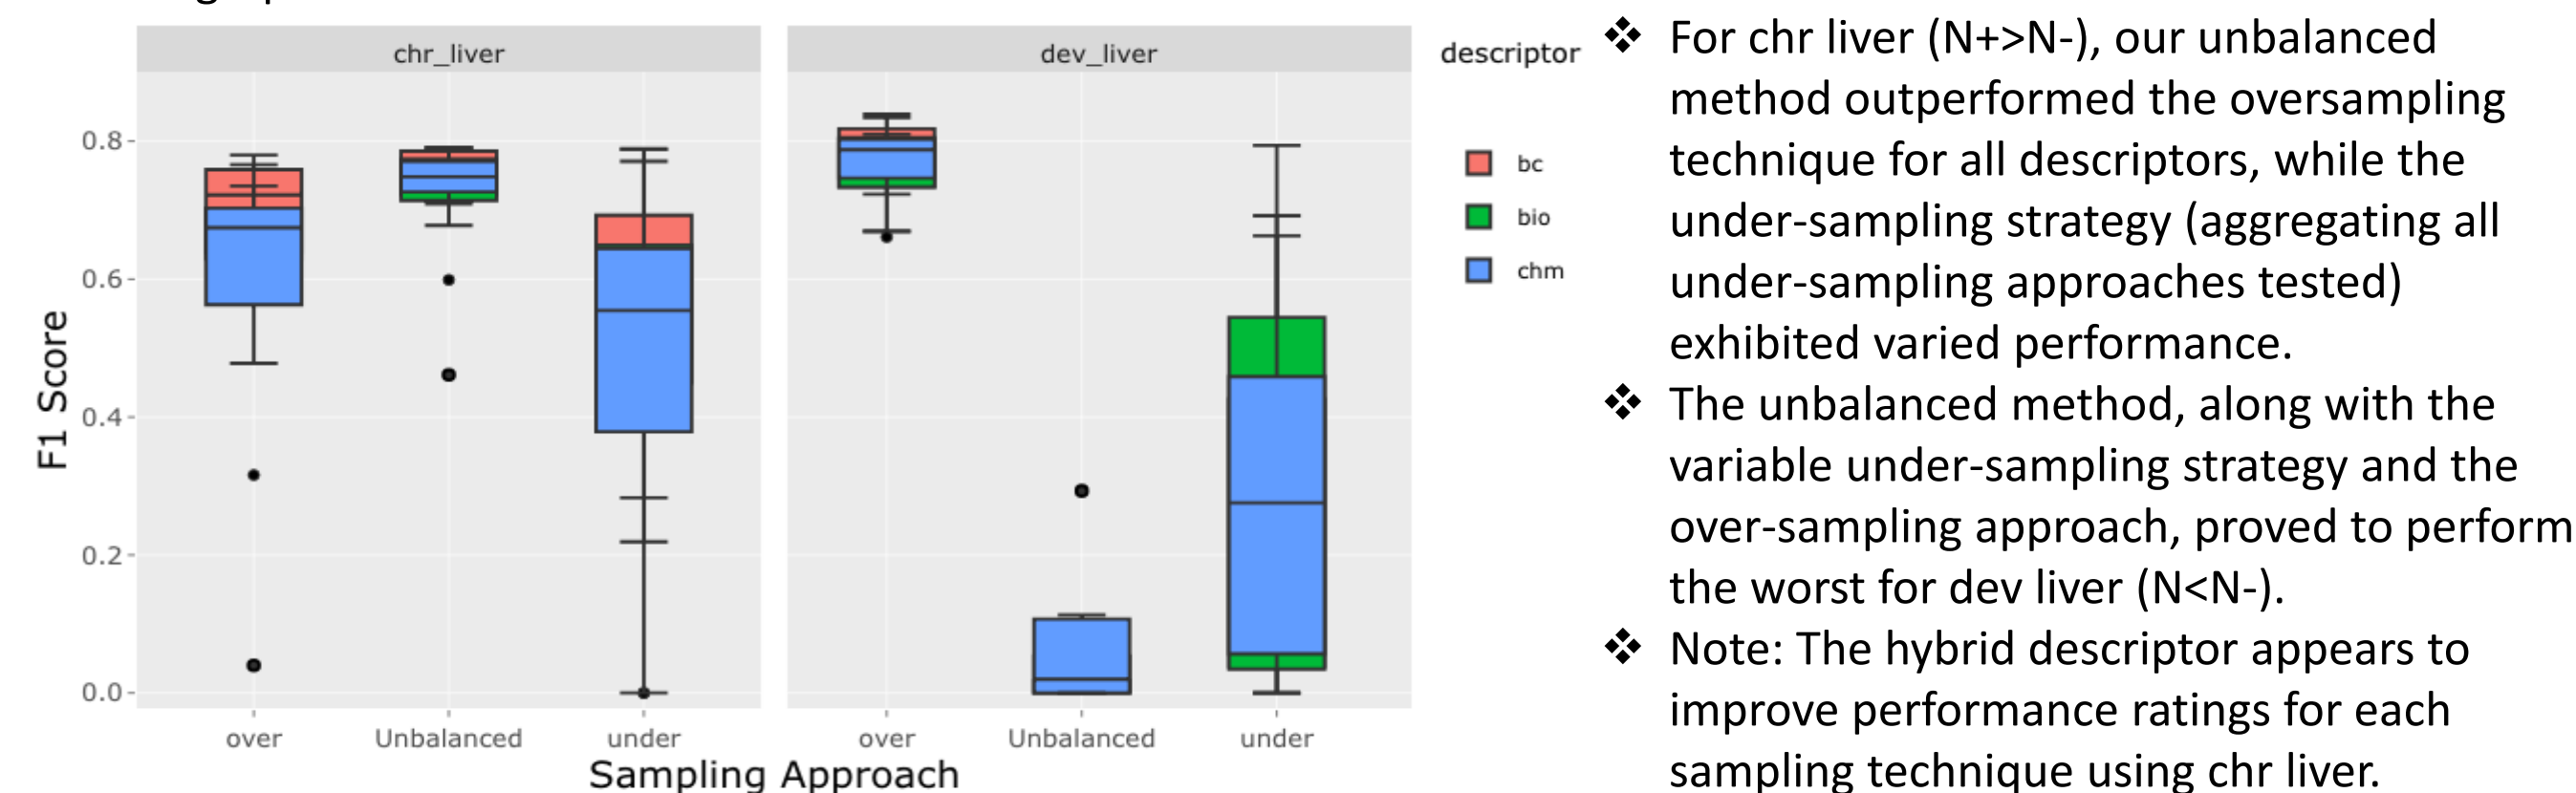 chr_liver
dev_liver
descriptor
bc
bio
chm
F1 Score
0.8
0.6
0.4
0.2
0.0
over
Unbalanced
under
over
Unbalanced
under
Sampling Approach
❖ For chr liver (N+>N-), our unbalanced
method outperformed the oversampling
technique for all descriptors, while the
under-sampling strategy (aggregating all
under-sampling approaches tested)
exhibited varied performance.
❖ The unbalanced method, along with the
variable under-sampling strategy and the
over-sampling approach, proved to perform
the worst for dev liver (N<N-).
❖ Note: The hybrid descriptor appears to
improve performance ratings for each
sampling technique using chr liver.